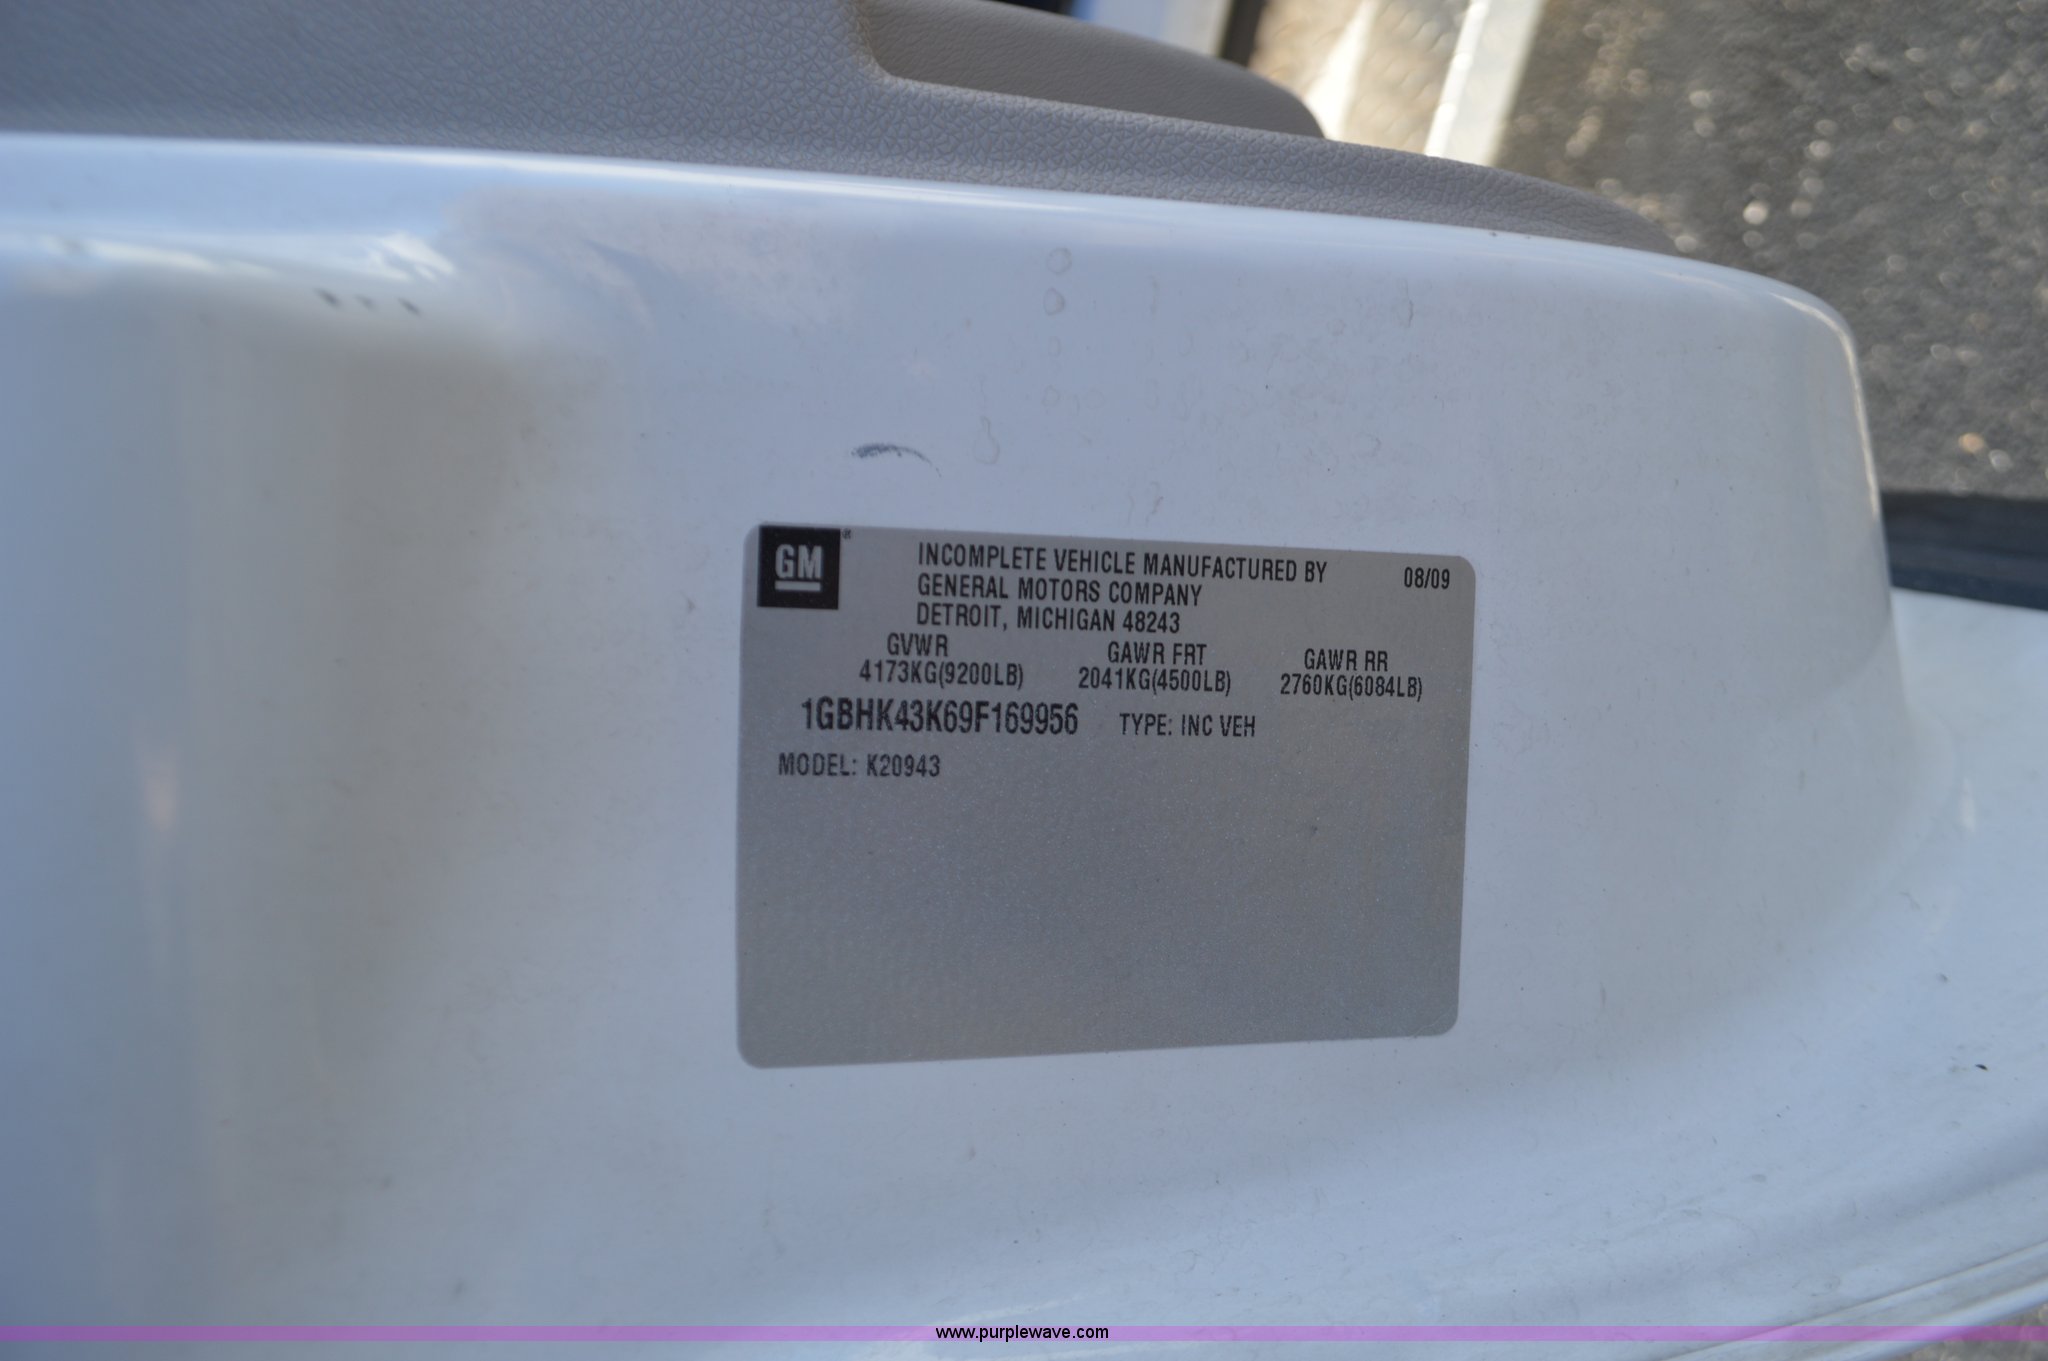 GM ®
INCOMPLETE VEHICLE MANUFACTURED BY 08/09
GENERAL MOTORS COMPANY
DETROIT, MICHIGAN 48243
GVWR GAWR FRT GAWR RR
4173KG(9200LB) 2041KG(4500LB) 2760KG(6084LB)
1GBHK43K69F169956 TYPE: INC VEH
MODEL: K20943
www.purplewave.com